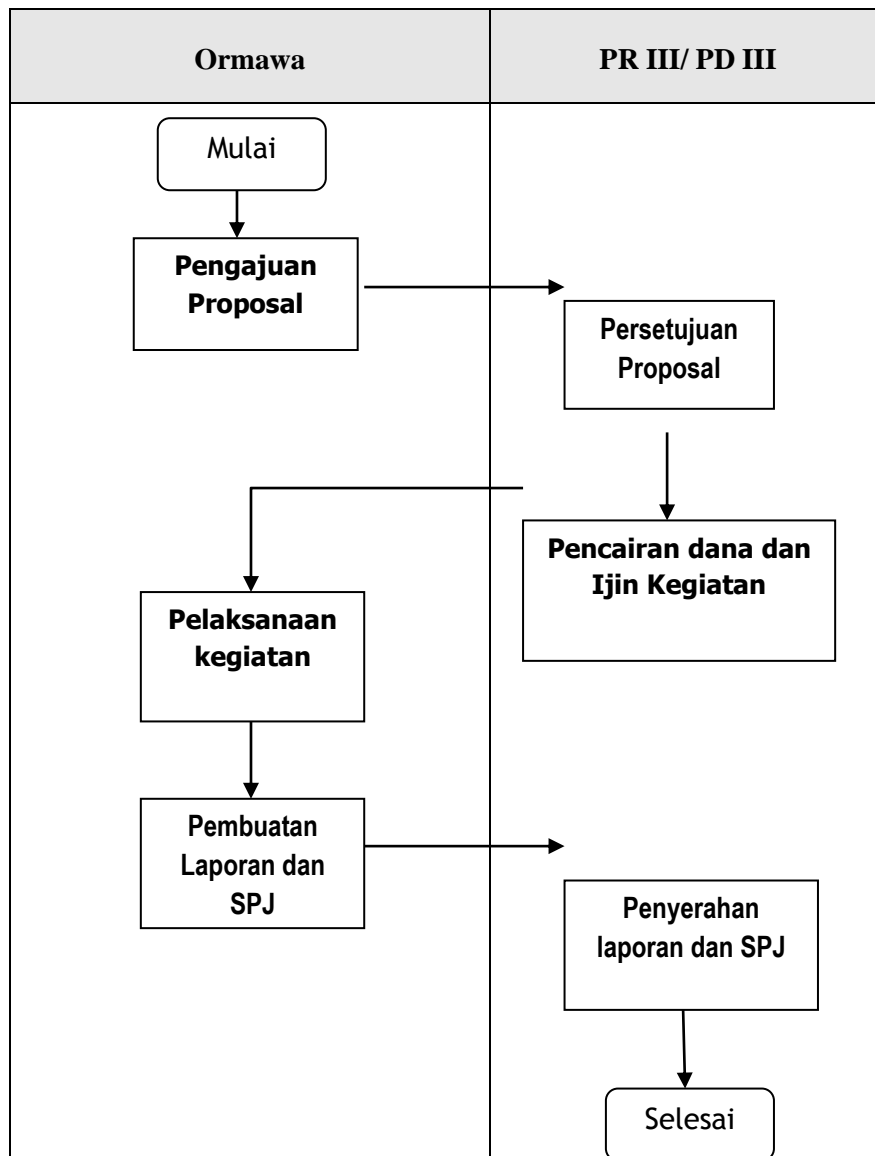 Ormawa
PR III/ PD III
Mulai
Pengajuan
Proposal
Persetujuan
Proposal
Pencairan dana dan
Ijin Kegiatan
Pelaksanaan
kegiatan
Pembuatan
Laporan dan
SPJ
Penyerahan
laporan dan SPJ
Selesai